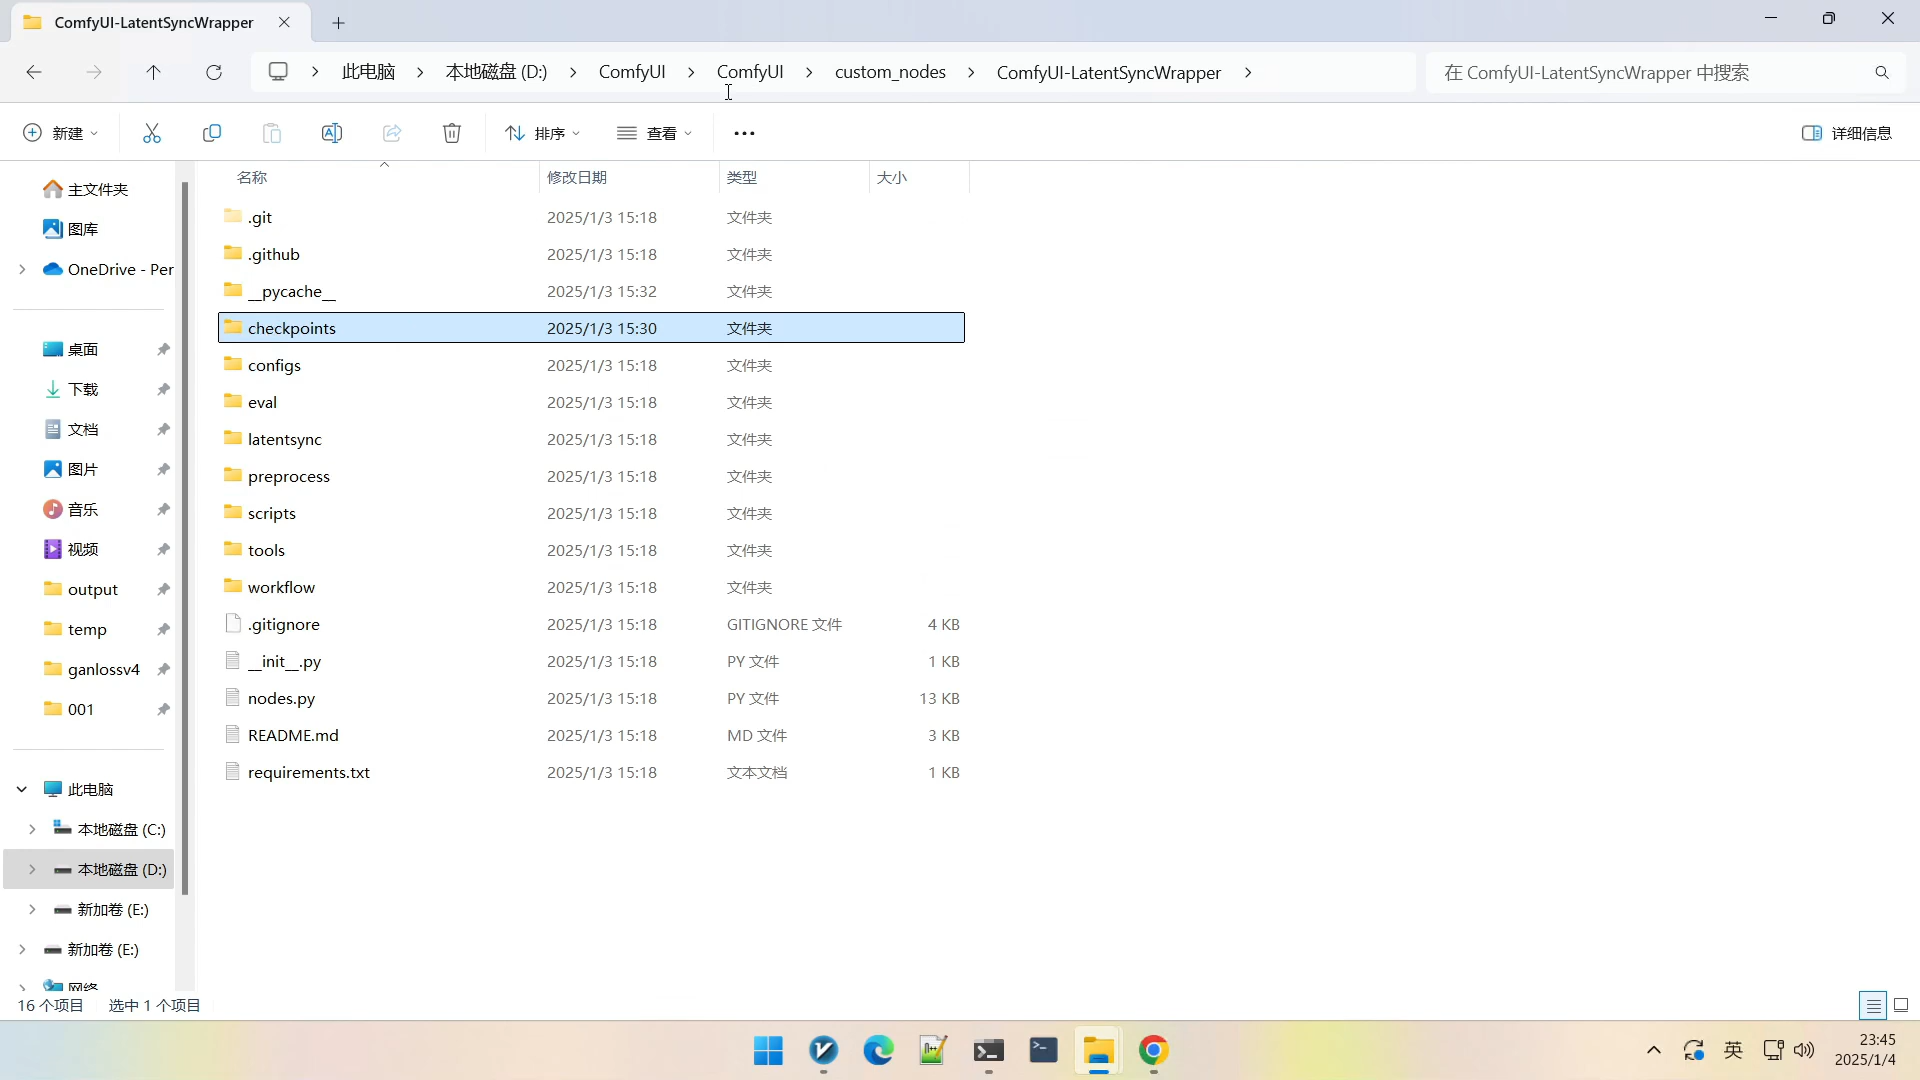 ComfyUI-LatentSyncWrapper
此电脑 本地磁盘 (D:) ComfyUI ComfyUI custom_nodes ComfyUI-LatentSyncWrapper 在 ComfyUI-LatentSyncWrapper 中搜索
新建 排序 查看 详细信息
名称 修改日期 类型 大小
.git 2025/1/3 15:18 文件夹
.github 2025/1/3 15:18 文件夹
__pycache__ 2025/1/3 15:32 文件夹
checkpoints 2025/1/3 15:30 文件夹
configs 2025/1/3 15:18 文件夹
eval 2025/1/3 15:18 文件夹
latentsync 2025/1/3 15:18 文件夹
preprocess 2025/1/3 15:18 文件夹
scripts 2025/1/3 15:18 文件夹
tools 2025/1/3 15:18 文件夹
workflow 2025/1/3 15:18 文件夹
.gitignore 2025/1/3 15:18 GITIGNORE 文件 4 KB
__init__.py 2025/1/3 15:18 PY 文件 1 KB
nodes.py 2025/1/3 15:18 PY 文件 13 KB
README.md 2025/1/3 15:18 MD 文件 3 KB
requirements.txt 2025/1/3 15:18 文本文档 1 KB
主文件夹
图库
OneDrive - Per
桌面
下载
文档
图片
音乐
视频
output
temp
ganlossv4
001
此电脑
本地磁盘 (C:)
本地磁盘 (D:)
新加卷 (E:)
新加卷 (E:)
网络
16 个项目 选中 1 个项目
英
23:45
2025/1/4